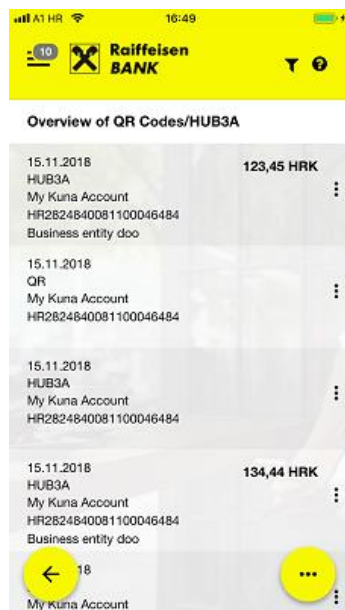 A1 HR 16:49
10
Raiffeisen
BANK
Overview of QR Codes/HUB3A
15.11.2018
HUB3A 123,45 HRK
My Kuna Account
HR2824840081100046484
Business entity doo
15.11.2018
QR
My Kuna Account
HR2824840081100046484
15.11.2018
HUB3A
My Kuna Account
HR2824840081100046484
15.11.2018
HUB3A 134,44 HRK
My Kuna Account
HR2824840081100046484
Business entity doo
18
My Kuna Account